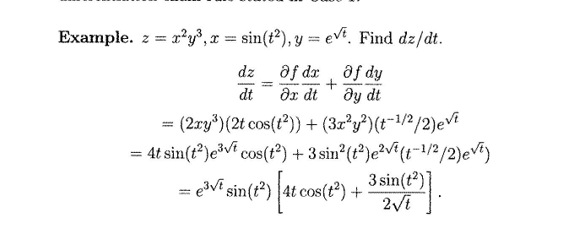 Example. z = x²y³, x = sin(t²), y = e^√t. Find dz/dt.
dz/dt = ∂f/∂x dx/dt + ∂f/∂y dy/dt
= (2xy³)(2t cos(t²)) + (3x²y²)(t^−1/2/2)e^√t
= 4t sin(t²)e^3√t cos(t²) + 3 sin²(t²)e^2√t(t^−1/2/2)e^√t)
= e^3√t sin(t²) [4t cos(t²) + 3 sin(t²)/2√t].